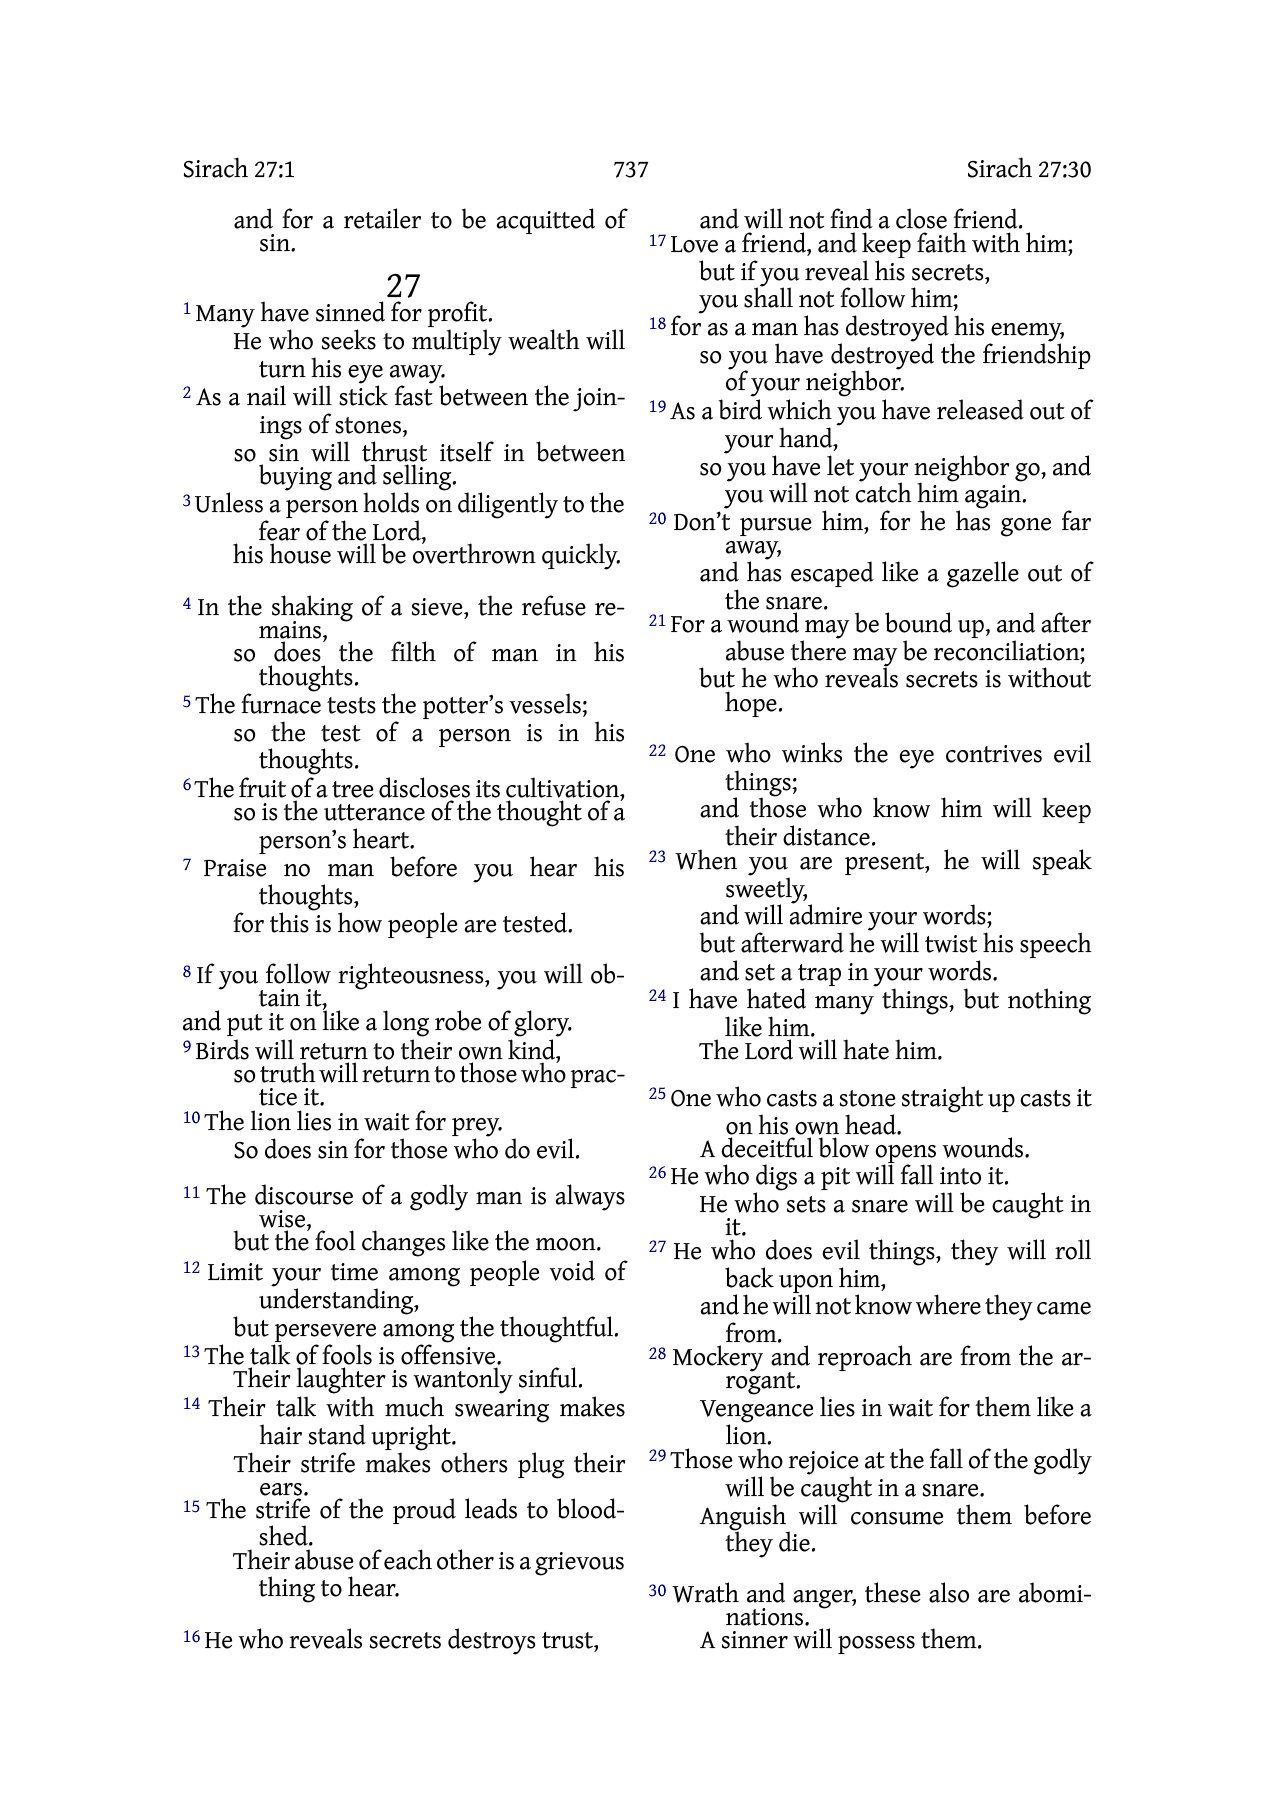 Sirach 27:1 737 Sirach 27:30
and for a retailer to be acquitted of
sin.
27
1 Many have sinned for profit.
He who seeks to multiply wealth will
turn his eye away.
2 As a nail will stick fast between the join-
ings of stones,
so sin will thrust itself in between
buying and selling.
3 Unless a person holds on diligently to the
fear of the Lord,
his house will be overthrown quickly.
4 In the shaking of a sieve, the refuse re-
mains,
so does the filth of man in his
thoughts.
5 The furnace tests the potter’s vessels;
so the test of a person is in his
thoughts.
6 The fruit of a tree discloses its cultivation,
so is the utterance of the thought of a
person’s heart.
7 Praise no man before you hear his
thoughts,
for this is how people are tested.
8 If you follow righteousness, you will ob-
tain it,
and put it on like a long robe of glory.
9 Birds will return to their own kind,
so truth will return to those who prac-
tice it.
10 The lion lies in wait for prey.
So does sin for those who do evil.
11 The discourse of a godly man is always
wise,
but the fool changes like the moon.
12 Limit your time among people void of
understanding,
but persevere among the thoughtful.
13 The talk of fools is offensive.
Their laughter is wantonly sinful.
14 Their talk with much swearing makes
hair stand upright.
Their strife makes others plug their
ears.
15 The strife of the proud leads to blood-
shed.
Their abuse of each other is a grievous
thing to hear.
16 He who reveals secrets destroys trust,
and will not find a close friend.
17 Love a friend, and keep faith with him;
but if you reveal his secrets,
you shall not follow him;
18 for as a man has destroyed his enemy,
so you have destroyed the friendship
of your neighbor.
19 As a bird which you have released out of
your hand,
so you have let your neighbor go, and
you will not catch him again.
20 Don’t pursue him, for he has gone far
away,
and has escaped like a gazelle out of
the snare.
21 For a wound may be bound up, and after
abuse there may be reconciliation;
but he who reveals secrets is without
hope.
22 One who winks the eye contrives evil
things;
and those who know him will keep
their distance.
23 When you are present, he will speak
sweetly,
and will admire your words;
but afterward he will twist his speech
and set a trap in your words.
24 I have hated many things, but nothing
like him.
The Lord will hate him.
25 One who casts a stone straight up casts it
on his own head.
A deceitful blow opens wounds.
26 He who digs a pit will fall into it.
He who sets a snare will be caught in
it.
27 He who does evil things, they will roll
back upon him,
and he will not know where they came
from.
28 Mockery and reproach are from the ar-
rogant.
Vengeance lies in wait for them like a
lion.
29 Those who rejoice at the fall of the godly
will be caught in a snare.
Anguish will consume them before
they die.
30 Wrath and anger, these also are abomi-
nations.
A sinner will possess them.